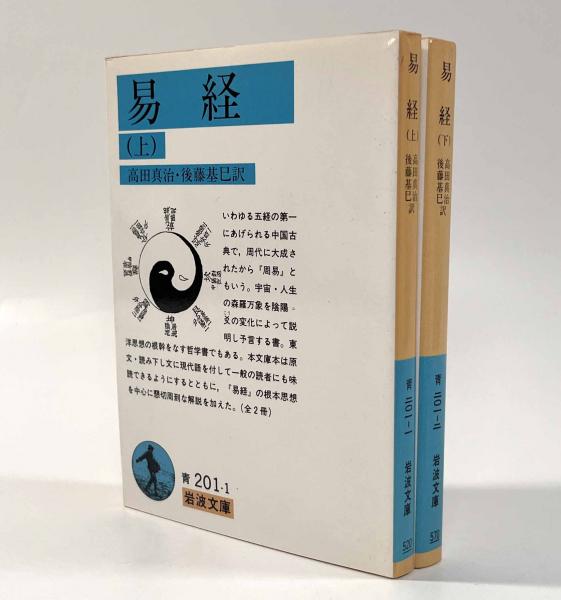 易経
(上)
高田真治・後藤基巳訳
いわゆる五経の第一
にあげられる中国古
典で,周代に大成さ
れたから『周易』と
もいう。宇宙・人生
の森羅万象を陰陽二
爻の変化によって説
明し予言する書。東
洋思想の根幹をなす哲学書でもある。本文庫本は原
文・読み下し文に現代語を付して一般の読者にも味
読できるようにするとともに,『易経』の根本思想
を中心に懇切周到な解説を加えた。(全2冊)
青 201-1
岩波文庫
易経(上)
高田真治
後藤基巳訳
青 二〇一-一
岩波文庫
520
易経(下)
高田真治
後藤基巳訳
青 二〇一-二
岩波文庫
570